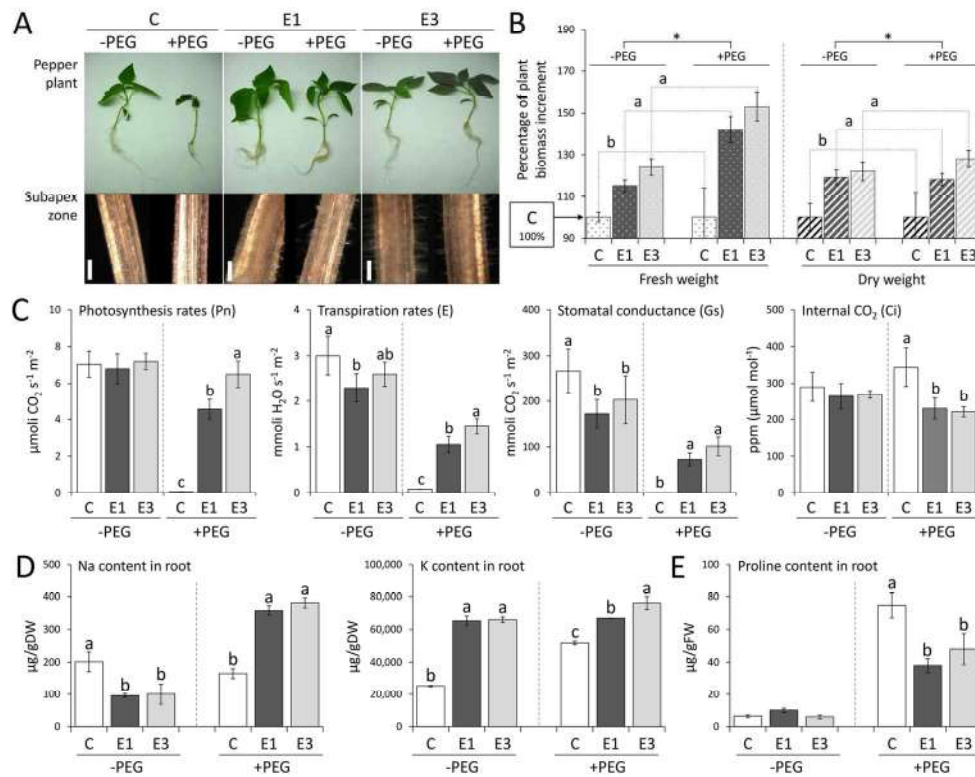 A
C E1 E3
-PEG +PEG -PEG +PEG -PEG +PEG
Pepper plant
Subapex zone
B
Percentage of plant biomass increment
190
170
150
130
110
90
* *
-PEG +PEG -PEG +PEG
a a a a
b b
C
100%
C E1 E3 C E1 E3 C E1 E3 C E1 E3
Fresh weight Dry weight
C
Photosynthesis rates (Pn)
µmoli CO₂ s⁻¹ m⁻²
8
6
4
2
0
c b a
C E1 E3 C E1 E3
-PEG +PEG
Transpiration rates (E)
mmoli H₂O s⁻¹ m⁻²
4
3
2
1
0
a b ab c b a
C E1 E3 C E1 E3
-PEG +PEG
Stomatal conductance (Gs)
mmoli CO₂ s⁻¹ m⁻²
400
300
200
100
0
a b b b a a
C E1 E3 C E1 E3
-PEG +PEG
Internal CO₂ (Ci)
ppm (µmol mol⁻¹)
500
400
300
200
100
0
a b b
C E1 E3 C E1 E3
-PEG +PEG
D
Na content in root
µg/gDW
500
400
300
200
100
0
a b b b a a
C E1 E3 C E1 E3
-PEG +PEG
K content in root
µg/gDW
100,000
80,000
60,000
40,000
20,000
0
b a a c b a
C E1 E3 C E1 E3
-PEG +PEG
E
Proline content in root
µg/gFW
100
80
60
40
20
0
a b b
C E1 E3 C E1 E3
-PEG +PEG